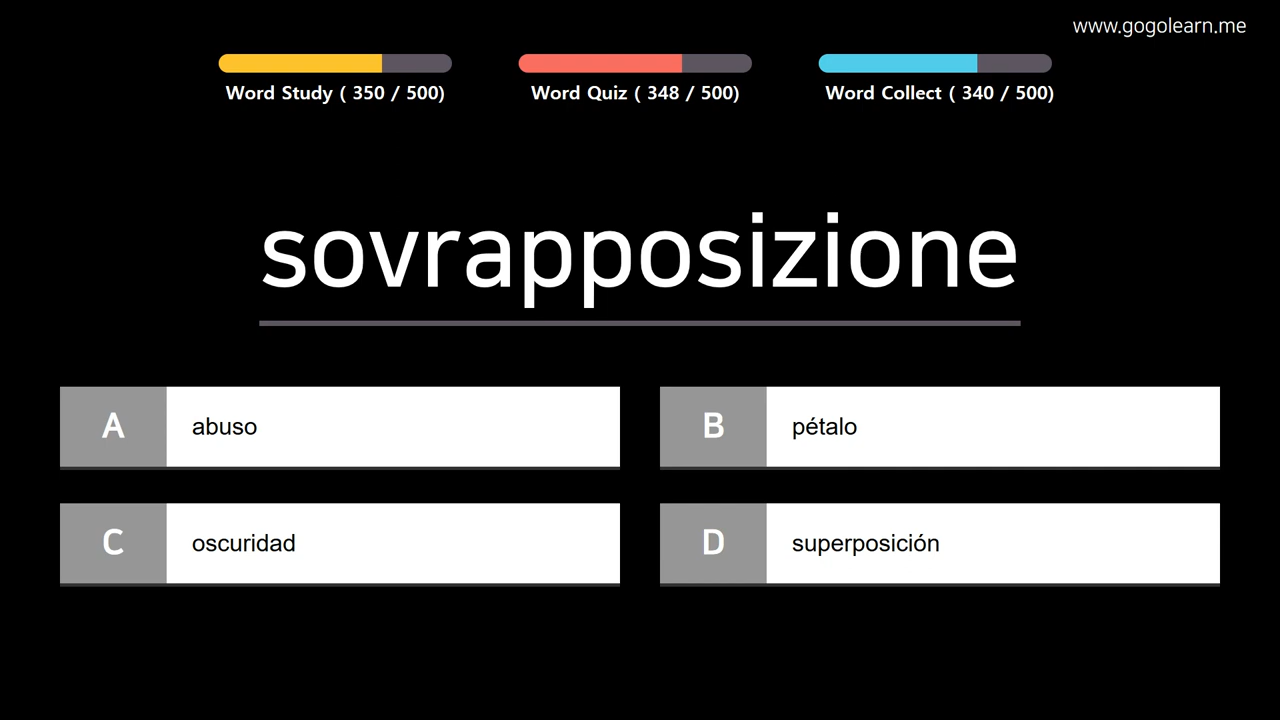 www.gogolearn.me
Word Study ( 350 / 500)
Word Quiz ( 348 / 500)
Word Collect ( 340 / 500)
sovrapposizione
A
abuso
B
pétalo
C
oscuridad
D
superposición